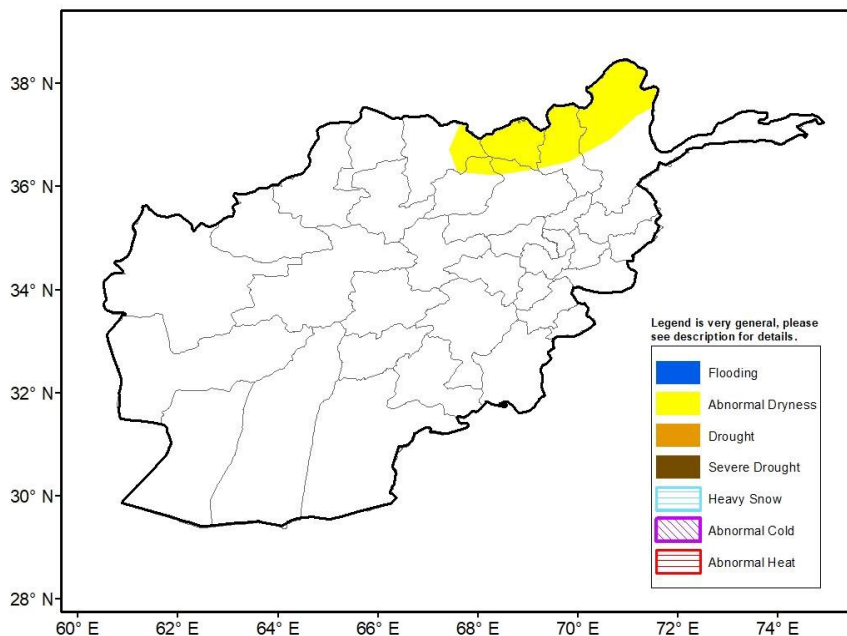 38° N
36° N
34° N
32° N
30° N
28° N
Legend is very general, please
see description for details.
Flooding
Abnormal Dryness
Drought
Severe Drought
Heavy Snow
Abnormal Cold
Abnormal Heat
60° E
62° E
64° E
66° E
68° E
70° E
72° E
74° E